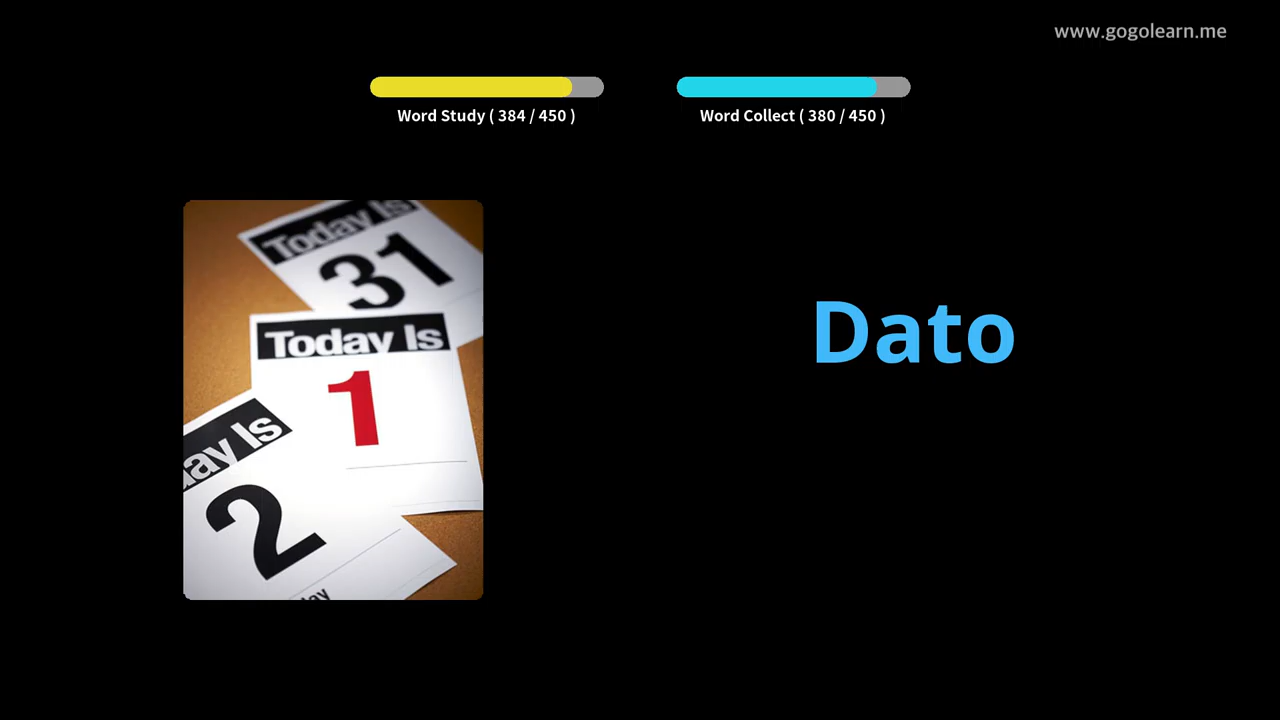 www.gogolearn.me
Word Study ( 384 / 450 )
Word Collect ( 380 / 450 )
Today Is
31
Today Is
1
Dato
ay Is
2
ay